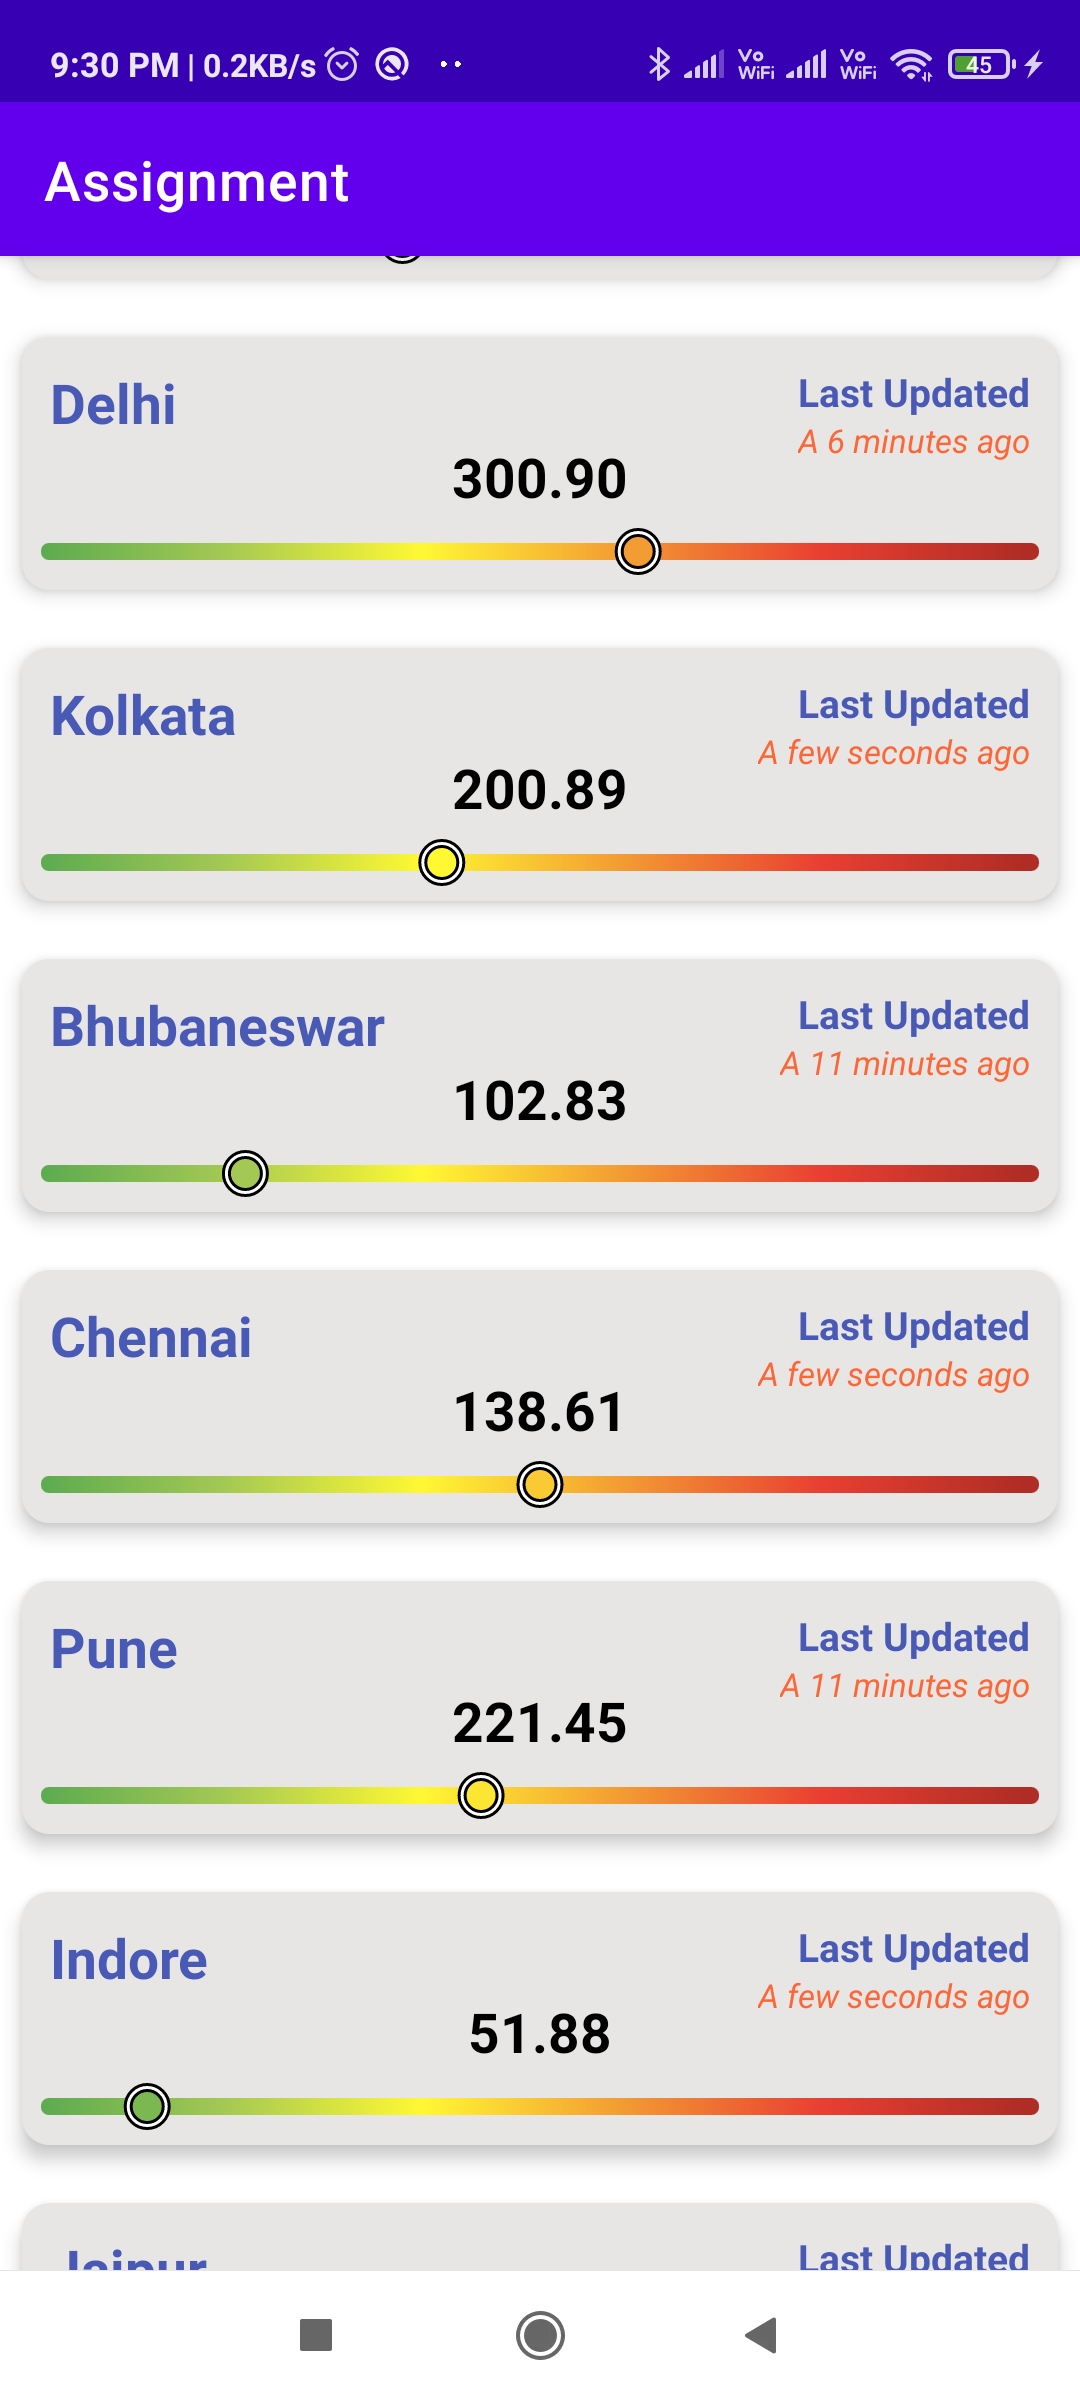 9:30 PM | 0.2KB/s
Vo WiFi
Vo WiFi
45
Assignment
Delhi
Last Updated
A 6 minutes ago
300.90
Kolkata
Last Updated
A few seconds ago
200.89
Bhubaneswar
Last Updated
A 11 minutes ago
102.83
Chennai
Last Updated
A few seconds ago
138.61
Pune
Last Updated
A 11 minutes ago
221.45
Indore
Last Updated
A few seconds ago
51.88
Jaipur
Last Updated